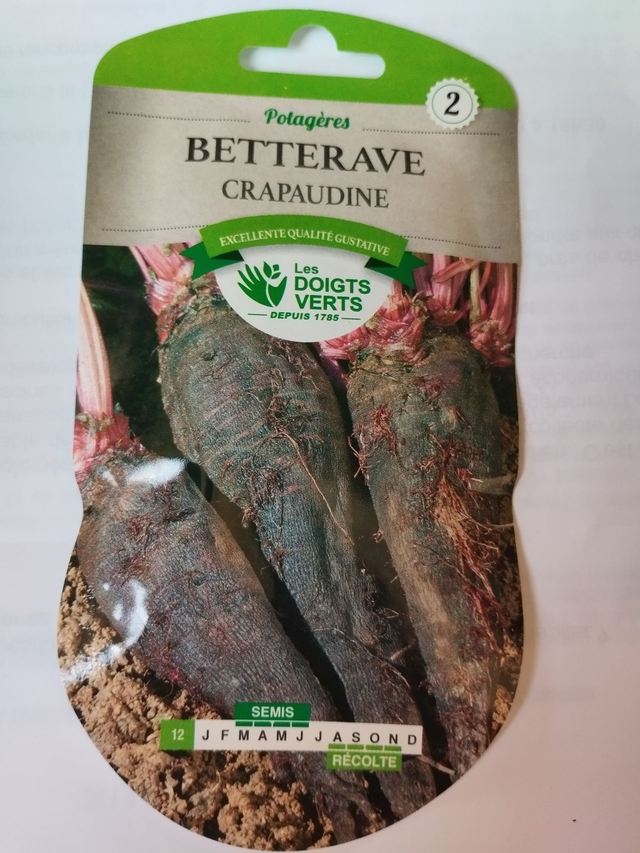 2
Potagères
BETTERAVE
CRAPAUDINE
EXCELLENTE QUALITÉ GUSTATIVE
Les
DOIGTS
VERTS
DEPUIS 1785
SEMIS
12 J F M A M J J A S O N D
RÉCOLTE